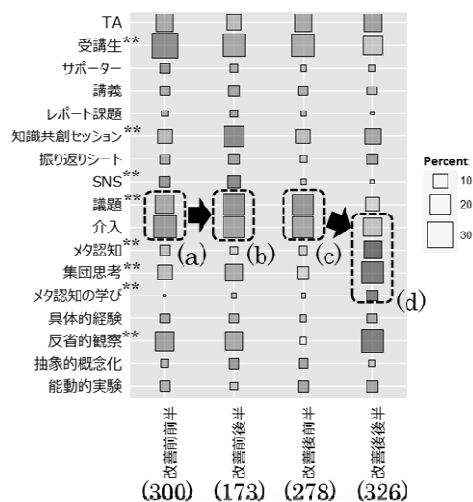 TA
受講生**
サポーター
講義
レポート課題
知識共創セッション**
振り返りシート
SNS**
議題**
介入
メタ認知**
集団思考**
メタ認知の学び**
具体的経験
反省的観察**
抽象的概念化
能動的実験
(a)
(b)
(c)
(d)
Percent:
10
20
30
改善前前半
改善前後半
改善後前半
改善後後半
(300)
(173)
(278)
(326)